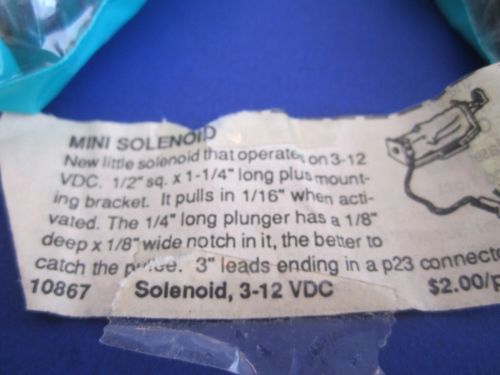 MINI SOLENOID
New little solenoid that operates on 3-12
VDC. 1/2" sq. x 1-1/4" long plus mount-
ing bracket. It pulls in 1/16" when acti-
vated. The 1/4" long plunger has a 1/8"
deep x 1/8" wide notch in it, the better to
catch the 3" leads ending in a p23 connecto
10867 Solenoid, 3-12 VDC $2.00/p